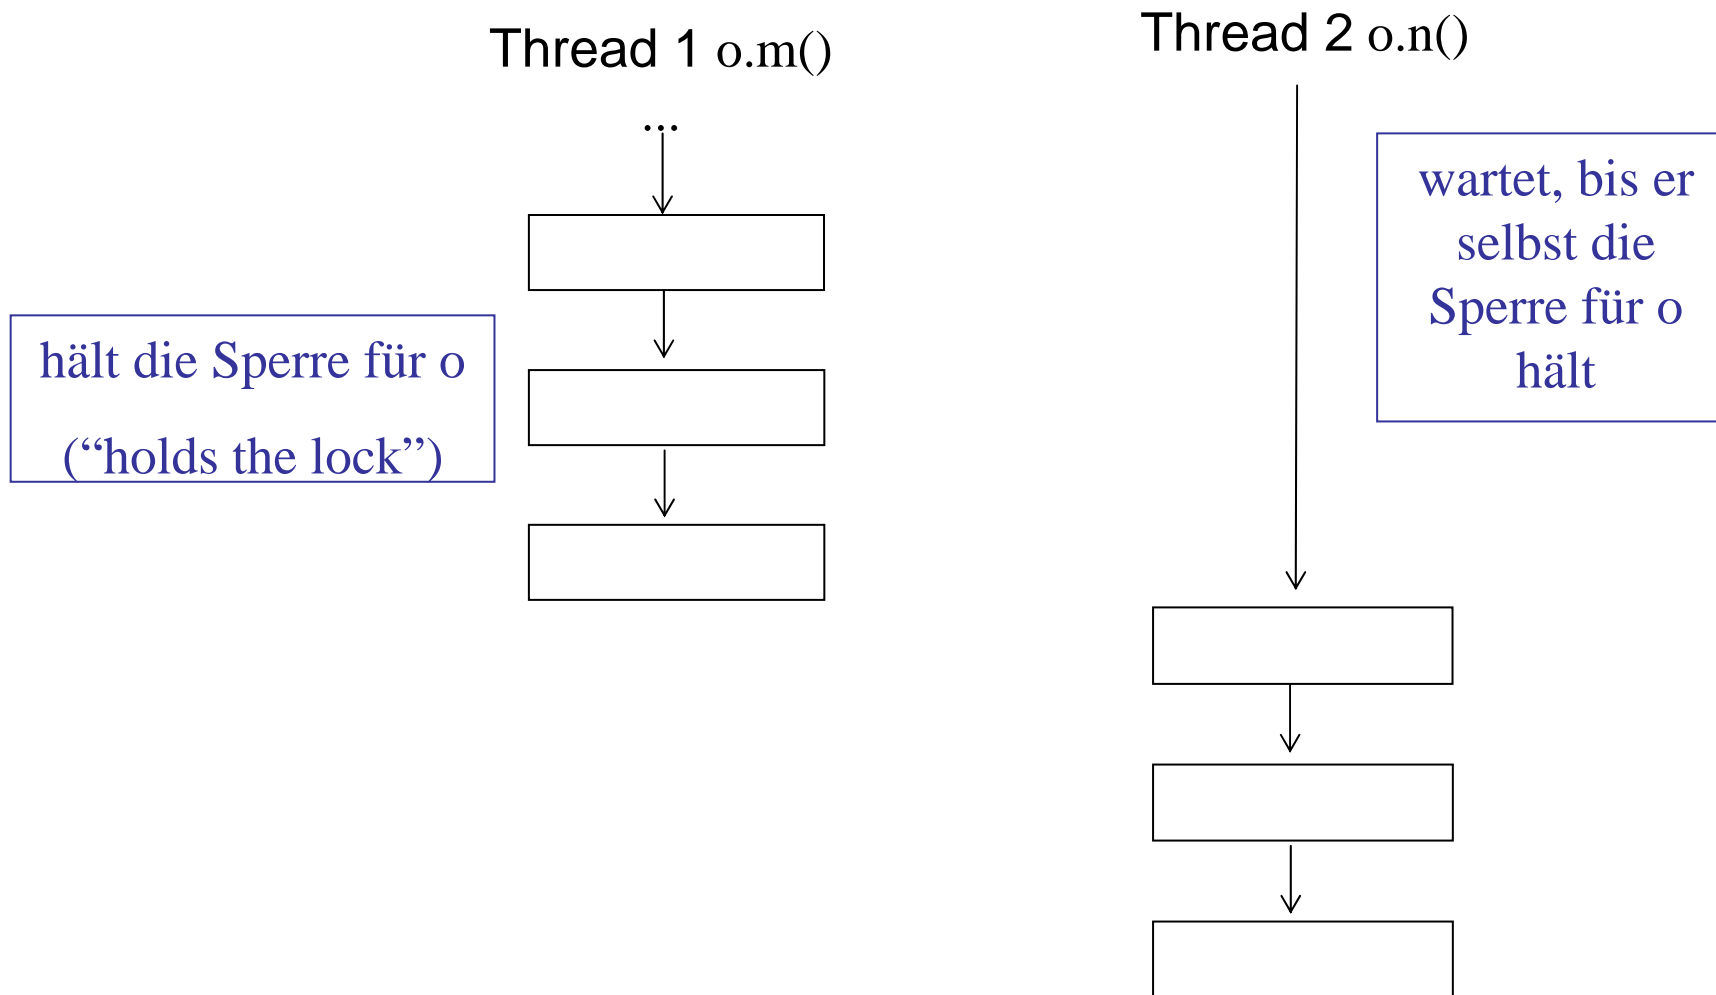 Thread 1 o.m()
...
hält die Sperre für o
(“holds the lock”)
Thread 2 o.n()
wartet, bis er
selbst die
Sperre für o
hält